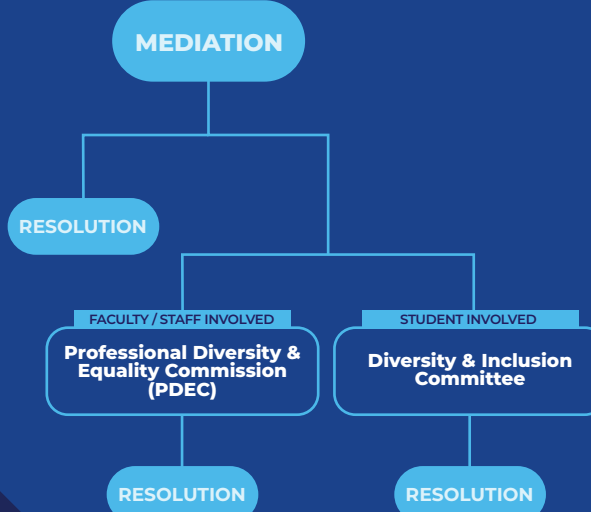 MEDIATION
RESOLUTION
FACULTY / STAFF INVOLVED
Professional Diversity &
Equality Commission
(PDEC)
STUDENT INVOLVED
Diversity & Inclusion
Committee
RESOLUTION
RESOLUTION